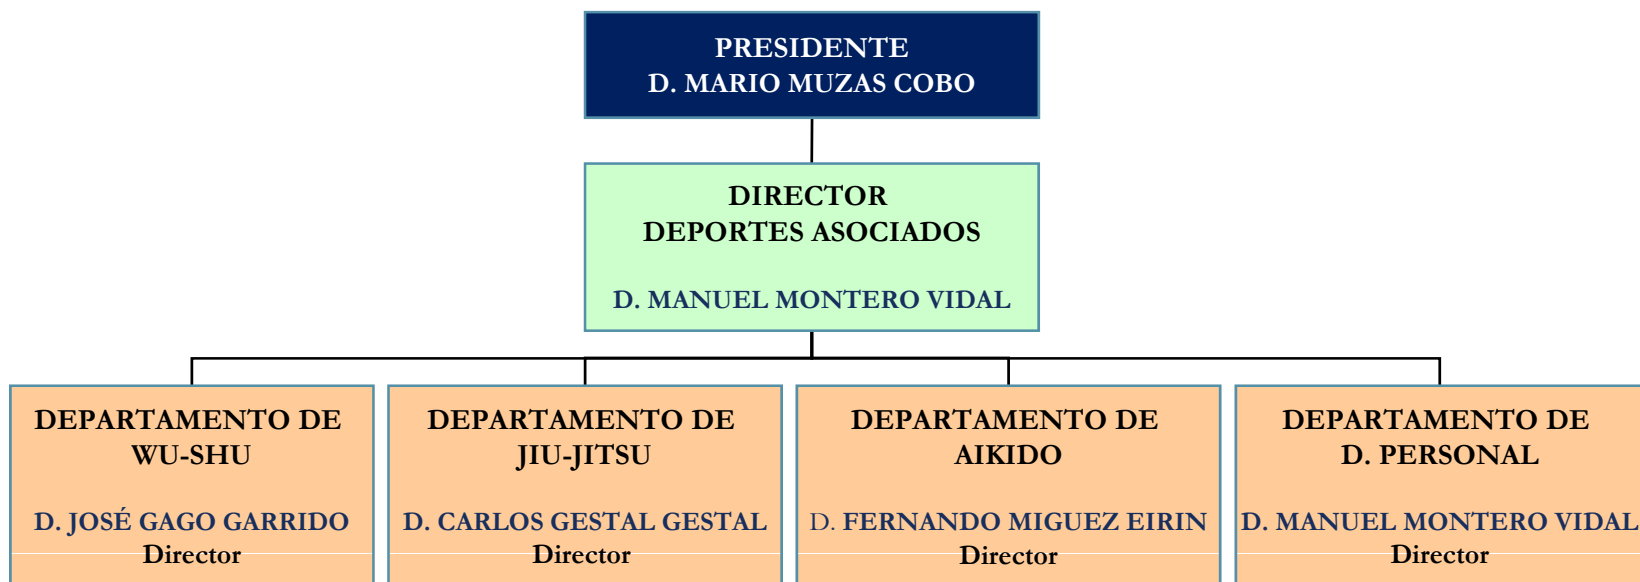 PRESIDENTE
D. MARIO MUZAS COBO
DIRECTOR
DEPORTES ASOCIADOS
D. MANUEL MONTERO VIDAL
DEPARTAMENTO DE
WU-SHU
D. JOSÉ GAGO GARRIDO
Director
DEPARTAMENTO DE
JIU-JITSU
D. CARLOS GESTAL GESTAL
Director
DEPARTAMENTO DE
AIKIDO
D. FERNANDO MIGUEZ EIRIN
Director
DEPARTAMENTO DE
D. PERSONAL
D. MANUEL MONTERO VIDAL
Director